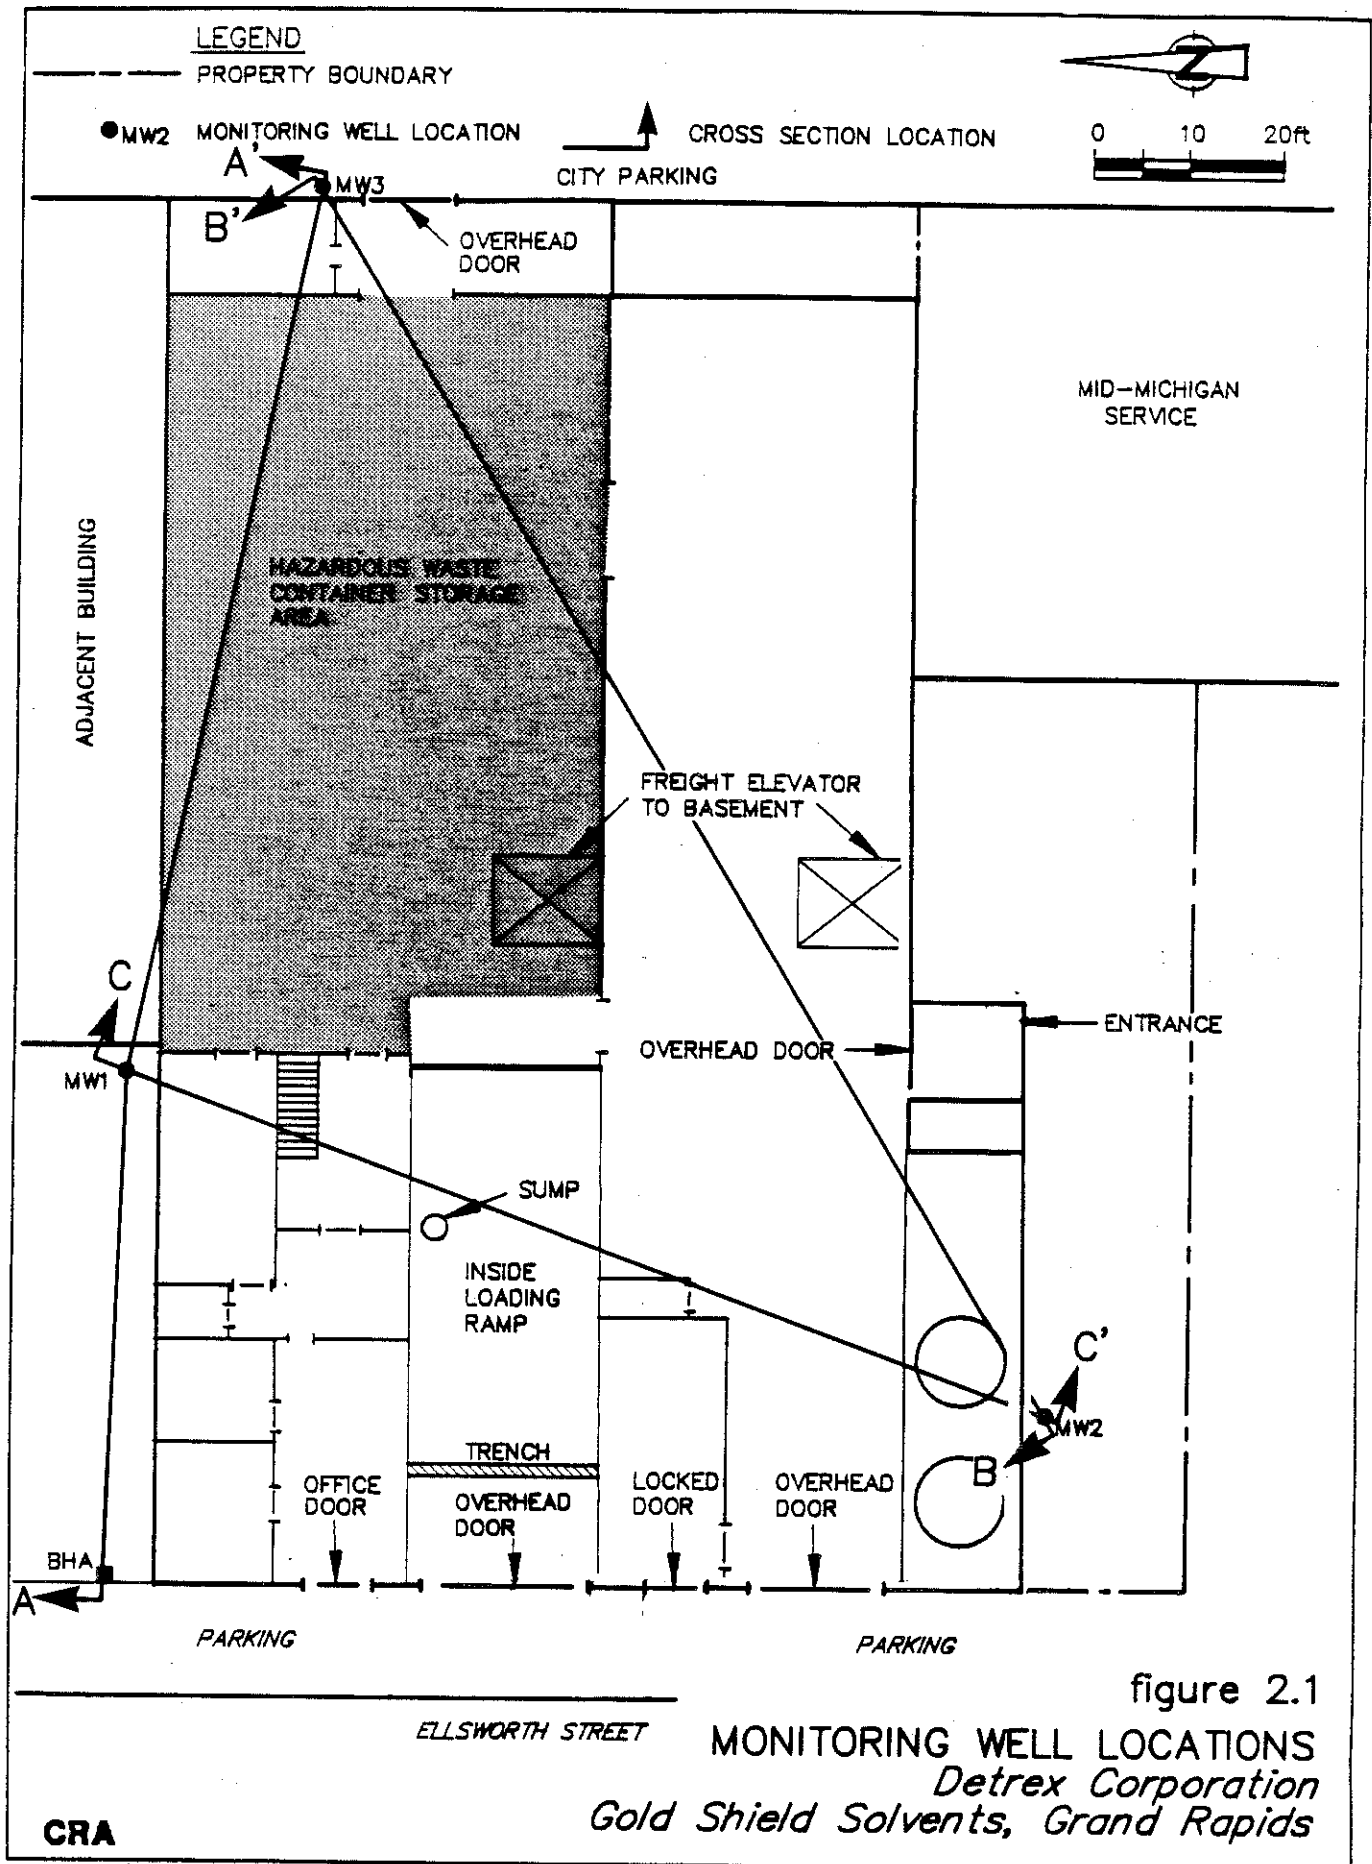 LEGEND
PROPERTY BOUNDARY
MW2 MONITORING WELL LOCATION
CROSS SECTION LOCATION
Z
0 10 20ft
A'
MW3
CITY PARKING
B'
OVERHEAD
DOOR
MID-MICHIGAN
SERVICE
ADJACENT BUILDING
HAZARDOUS WASTE
CONTAINER STORAGE
AREA
FREIGHT ELEVATOR
TO BASEMENT
C
MW1
OVERHEAD DOOR
ENTRANCE
SUMP
INSIDE
LOADING
RAMP
C'
MW2
B
TRENCH
OFFICE
DOOR
OVERHEAD
DOOR
LOCKED
DOOR
OVERHEAD
DOOR
BHA
A
PARKING
PARKING
ELLSWORTH STREET
figure 2.1
MONITORING WELL LOCATIONS
Detrex Corporation
Gold Shield Solvents, Grand Rapids
CRA